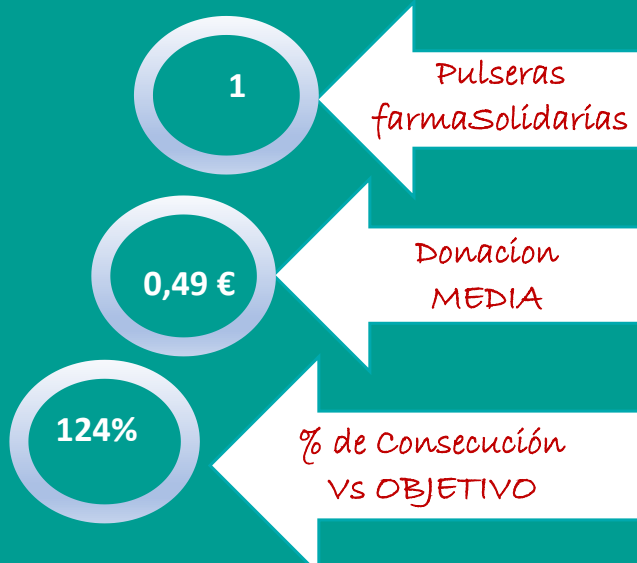 1
Pulseras
farmaSolidarias
0,49 €
Donacion
MEDIA
124%
% de Consecución
Vs OBJETIVO